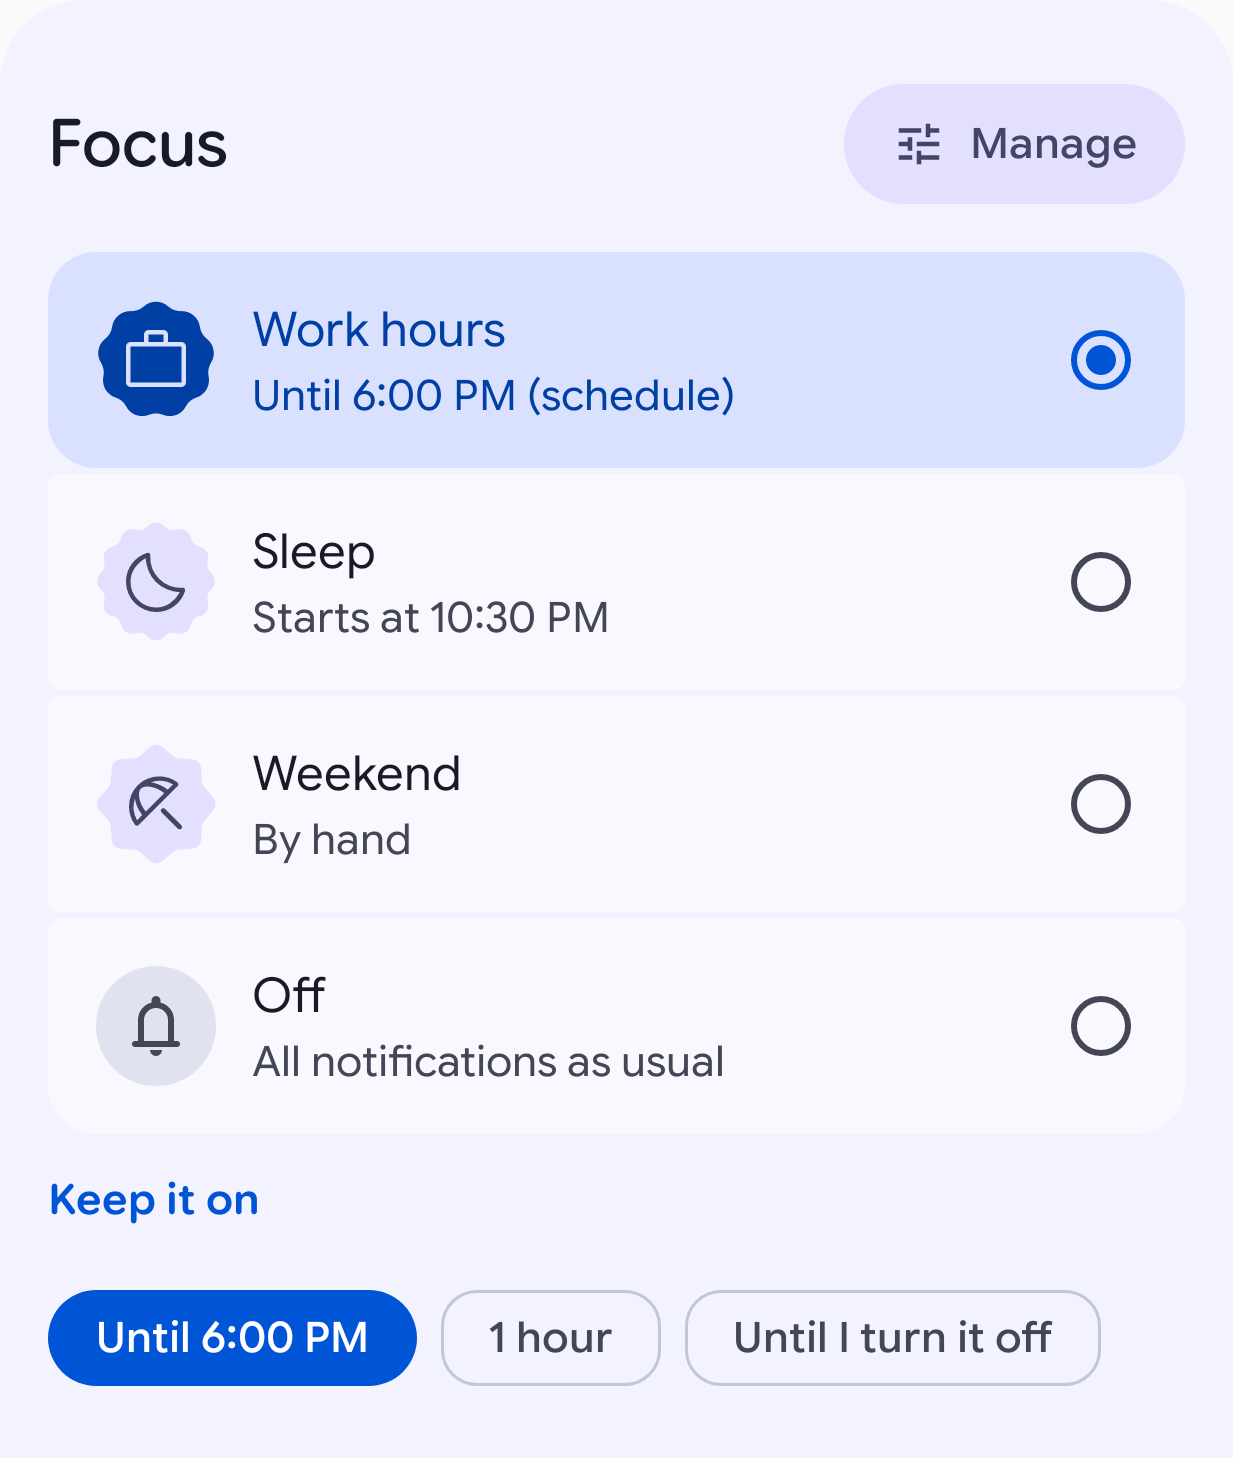 Focus
Manage
Work hours
Until 6:00 PM (schedule)
Sleep
Starts at 10:30 PM
Weekend
By hand
Off
All notifications as usual
Keep it on
Until 6:00 PM
1 hour
Until I turn it off